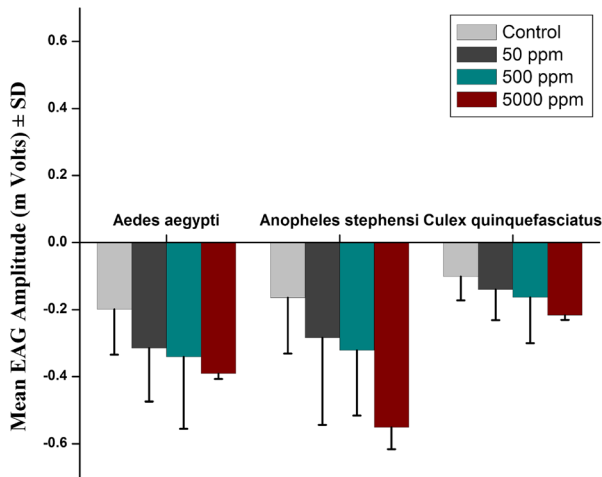 Control
50 ppm
500 ppm
5000 ppm
Mean EAG Amplitude (m Volts) ± SD
0.6
0.4
0.2
0.0
-0.2
-0.4
-0.6
Aedes aegypti Anopheles stephensi Culex quinquefasciatus